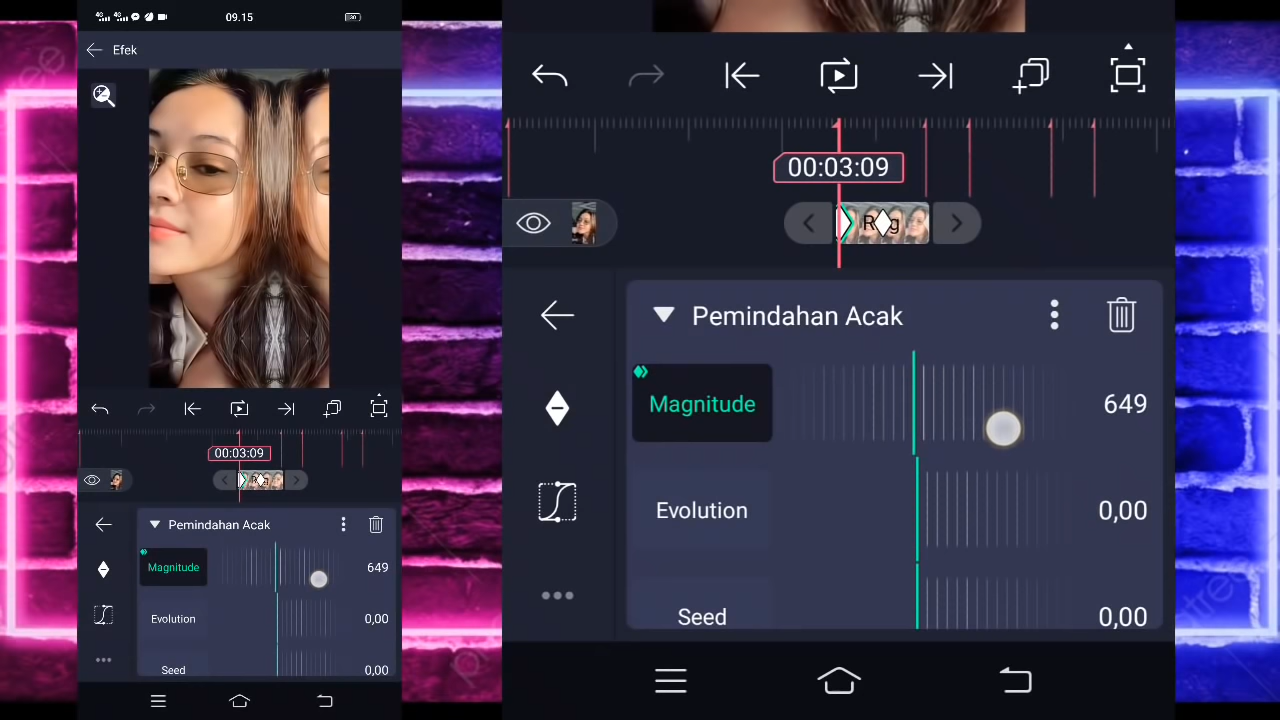 09.15
Efek
00:03:09
Pemindahan Acak
Magnitude
649
Evolution
0,00
Seed
0,00
00:03:09
Pemindahan Acak
Magnitude
649
Evolution
0,00
Seed
0,00